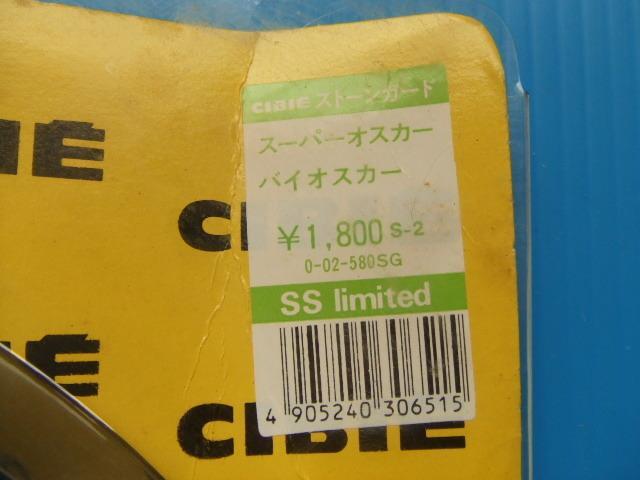 CIBIE ストーンガード
スーパーオスカー
バイオスカー
¥1,800 S-2
0-02-580SG
SS limited
4 905240 306515
IE
CIBIE
CIBIE